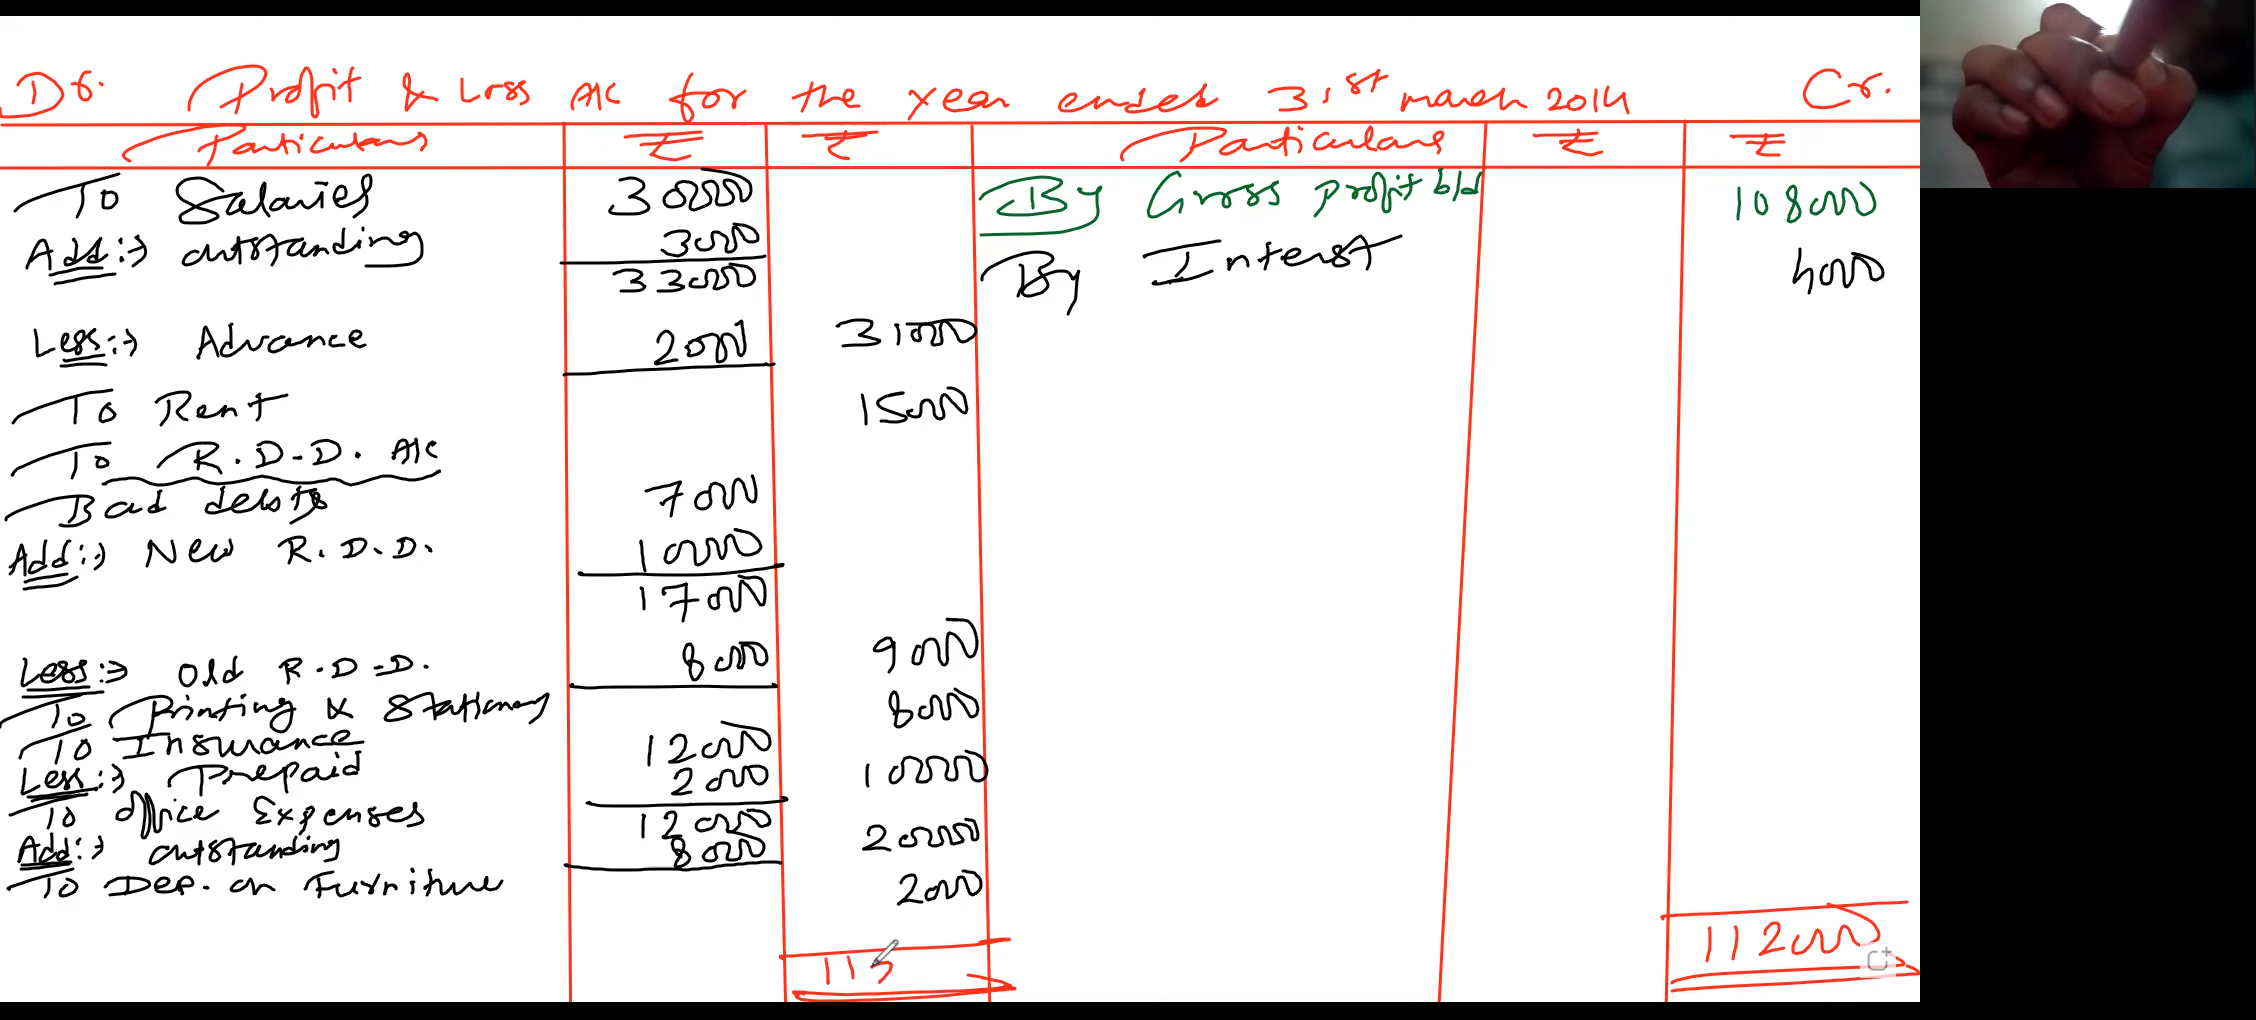 Dr. Profit & Loss A/c for the year ended 31st march 2014 Cr.
Particulars ₹ ₹ Particulars ₹ ₹
To Salaries 30000 By Gross profit b/d 108000
Add:→ outstanding 3000 By Interst 4000
33000
Less:→ Advance 2000 31000
To Rent 15000
To R.D.D. A/c
Bad debts 7000
Add:→ New R.D.D. 10000
17000
Less:→ Old R.D.D. 8000 9000
To Printing & Stationery 8000
To Insurance 12000
Less:→ Prepaid 2000 10000
To office Expenses 12000
Add:→ outstanding 8000 20000
To Dep. on Furniture 2000
11 112000